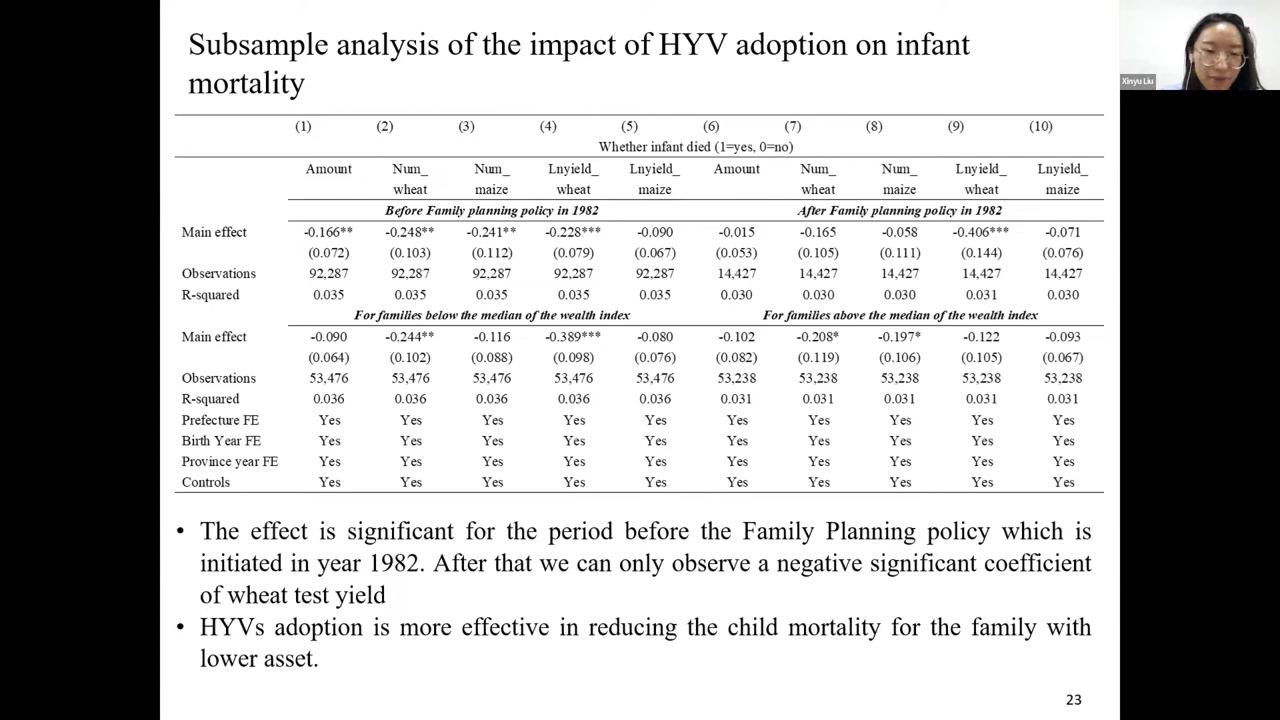 Subsample analysis of the impact of HYV adoption on infant
mortality
Xinyu Liu
(1) (2) (3) (4) (5) (6) (7) (8) (9) (10)
Whether infant died (1=yes, 0=no)
Amount Num_ Num_ Lnyield_ Lnyield_ Amount Num_ Num_ Lnyield_ Lnyield_
wheat maize wheat maize wheat maize wheat maize
Before Family planning policy in 1982 After Family planning policy in 1982
Main effect -0.166** -0.248** -0.241** -0.228*** -0.090 -0.015 -0.165 -0.058 -0.406*** -0.071
(0.072) (0.103) (0.112) (0.079) (0.067) (0.053) (0.105) (0.111) (0.144) (0.076)
Observations 92,287 92,287 92,287 92,287 92,287 14,427 14,427 14,427 14,427 14,427
R-squared 0.035 0.035 0.035 0.035 0.035 0.030 0.030 0.030 0.031 0.030
For families below the median of the wealth index For families above the median of the wealth index
Main effect -0.090 -0.244** -0.116 -0.389*** -0.080 -0.102 -0.208* -0.197* -0.122 -0.093
(0.064) (0.102) (0.088) (0.098) (0.076) (0.082) (0.119) (0.106) (0.105) (0.067)
Observations 53,476 53,476 53,476 53,476 53,476 53,238 53,238 53,238 53,238 53,238
R-squared 0.036 0.036 0.036 0.036 0.036 0.031 0.031 0.031 0.031 0.031
Prefecture FE Yes Yes Yes Yes Yes Yes Yes Yes Yes Yes
Birth Year FE Yes Yes Yes Yes Yes Yes Yes Yes Yes Yes
Province year FE Yes Yes Yes Yes Yes Yes Yes Yes Yes Yes
Controls Yes Yes Yes Yes Yes Yes Yes Yes Yes Yes
• The effect is significant for the period before the Family Planning policy which is
initiated in year 1982. After that we can only observe a negative significant coefficient
of wheat test yield
• HYVs adoption is more effective in reducing the child mortality for the family with
lower asset.
23